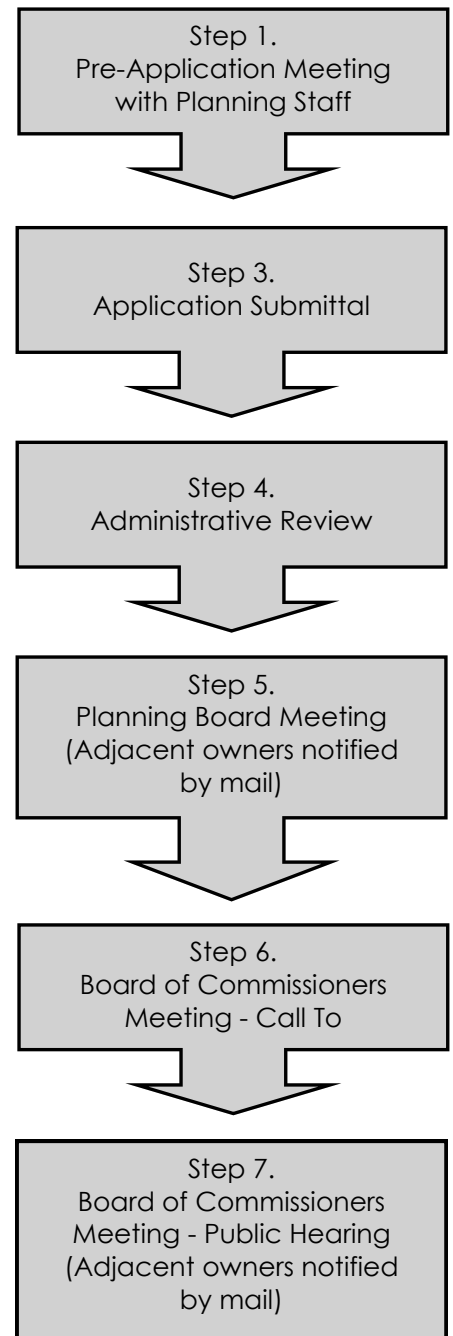 Step 1.
Pre-Application Meeting
with Planning Staff
Step 3.
Application Submittal
Step 4.
Administrative Review
Step 5.
Planning Board Meeting
(Adjacent owners notified
by mail)
Step 6.
Board of Commissioners
Meeting - Call To
Step 7.
Board of Commissioners
Meeting - Public Hearing
(Adjacent owners notified
by mail)